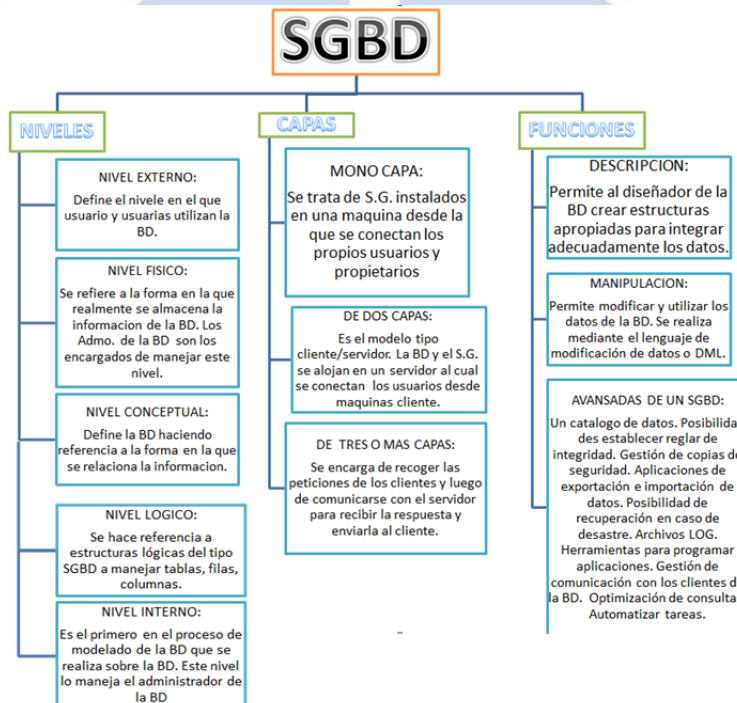 SGBD
NIVELES
NIVEL EXTERNO:
Define el nivele en el que
usuario y usuarias utilizan la
BD.
NIVEL FISICO:
Se refiere a la forma en la que
realmente se almacena la
informacion de la BD. Los
Admo. de la BD son los
encargados de manejar este
nivel.
NIVEL CONCEPTUAL:
Define la BD haciendo
referencia a la forma en la que
se relaciona la informacion.
NIVEL LOGICO:
Se hace referencia a
estructuras lógicas del tipo
SGBD a manejar tablas, filas,
columnas.
NIVEL INTERNO:
Es el primero en el proceso de
modelado de la BD que se
realiza sobre la BD. Este nivel
lo maneja el administrador de
la BD
CAPAS
MONO CAPA:
Se trata de S.G. instalados
en una maquina desde la
que se conectan los
propios usuarios y
propietarios
DE DOS CAPAS:
Es el modelo tipo
cliente/servidor. La BD y el S.G.
se alojan en un servidor al cual
se conectan los usuarios desde
maquinas cliente.
DE TRES O MAS CAPAS:
Se encarga de recoger las
peticiones de los clientes y luego
de comunicarse con el servidor
para recibir la respuesta y
enviarla al cliente.
FUNCIONES
DESCRIPCION:
Permite al diseñador de la
BD crear estructuras
apropiadas para integrar
adecuadamente los datos.
MANIPULACION:
Permite modificar y utilizar los
datos de la BD. Se realiza
mediante el lenguaje de
modificación de datos o DML.
AVANSADAS DE UN SGBD:
Un catalogo de datos. Posibilida
des establecer reglar de
integridad. Gestión de copias de
seguridad. Aplicaciones de
exportación e importación de
datos. Posibilidad de
recuperación en caso de
desastre. Archivos LOG.
Herramientas para programar
aplicaciones. Gestión de
comunicación con los clientes d
la BD. Optimización de consulta
Automatizar tareas.